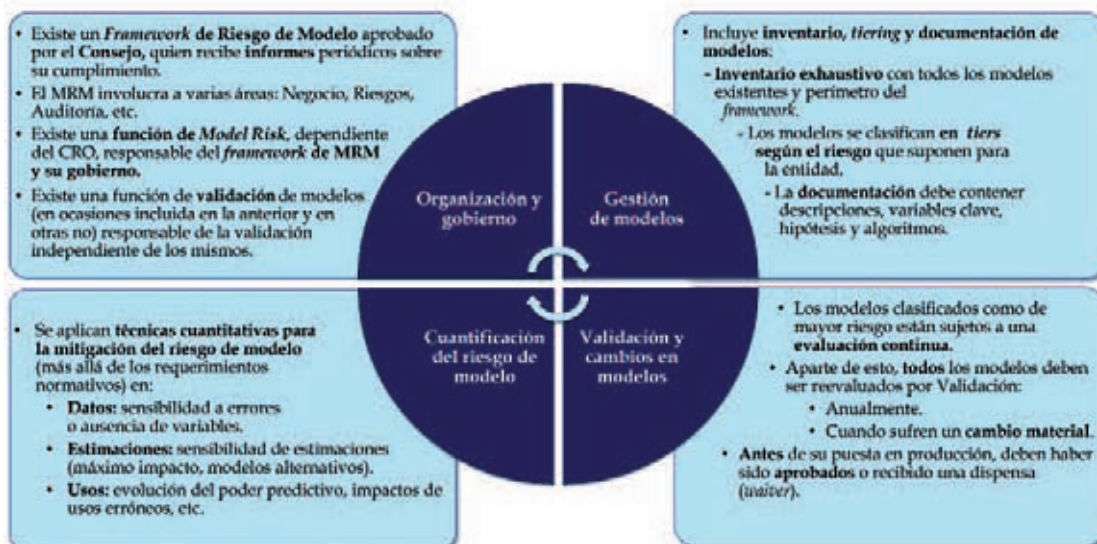 • Existe un Framework de Riesgo de Modelo aprobado
por el Consejo, quien recibe informes periódicos sobre
su cumplimiento.
• El MRM involucra a varias áreas: Negocio, Riesgos,
Auditoría, etc.
• Existe una función de Model Risk, dependiente
del CRO, responsable del framework de MRM
y su gobierno.
• Existe una función de validación de modelos
(en ocasiones incluida en la anterior y en
otras no) responsable de la validación
independiente de los mismos.
Organización y
gobierno
Gestión
de modelos
• Incluye inventario, tiering y documentación de
modelos:
- Inventario exhaustivo con todos los modelos
existentes y perímetro del
framework.
- Los modelos se clasifican en tiers
según el riesgo que suponen para
la entidad.
- La documentación debe contener
descripciones, variables clave,
hipótesis y algoritmos.
• Se aplican técnicas cuantitativas para
la mitigación del riesgo de modelo
(más allá de los requerimientos
normativos) en:
• Datos: sensibilidad a errores
o ausencia de variables.
• Estimaciones: sensibilidad de estimaciones
(máximo impacto, modelos alternativos).
• Usos: evolución del poder predictivo, impactos de
usos erróneos, etc.
Cuantificación
del riesgo de
modelo
Validación y
cambios en
modelos
• Los modelos clasificados como de
mayor riesgo están sujetos a una
evaluación continua.
• Aparte de esto, todos los modelos deben
ser reevaluados por Validación:
• Anualmente.
• Cuando sufren un cambio material.
• Antes de su puesta en producción, deben haber
sido aprobados o recibido una dispensa
(waiver).